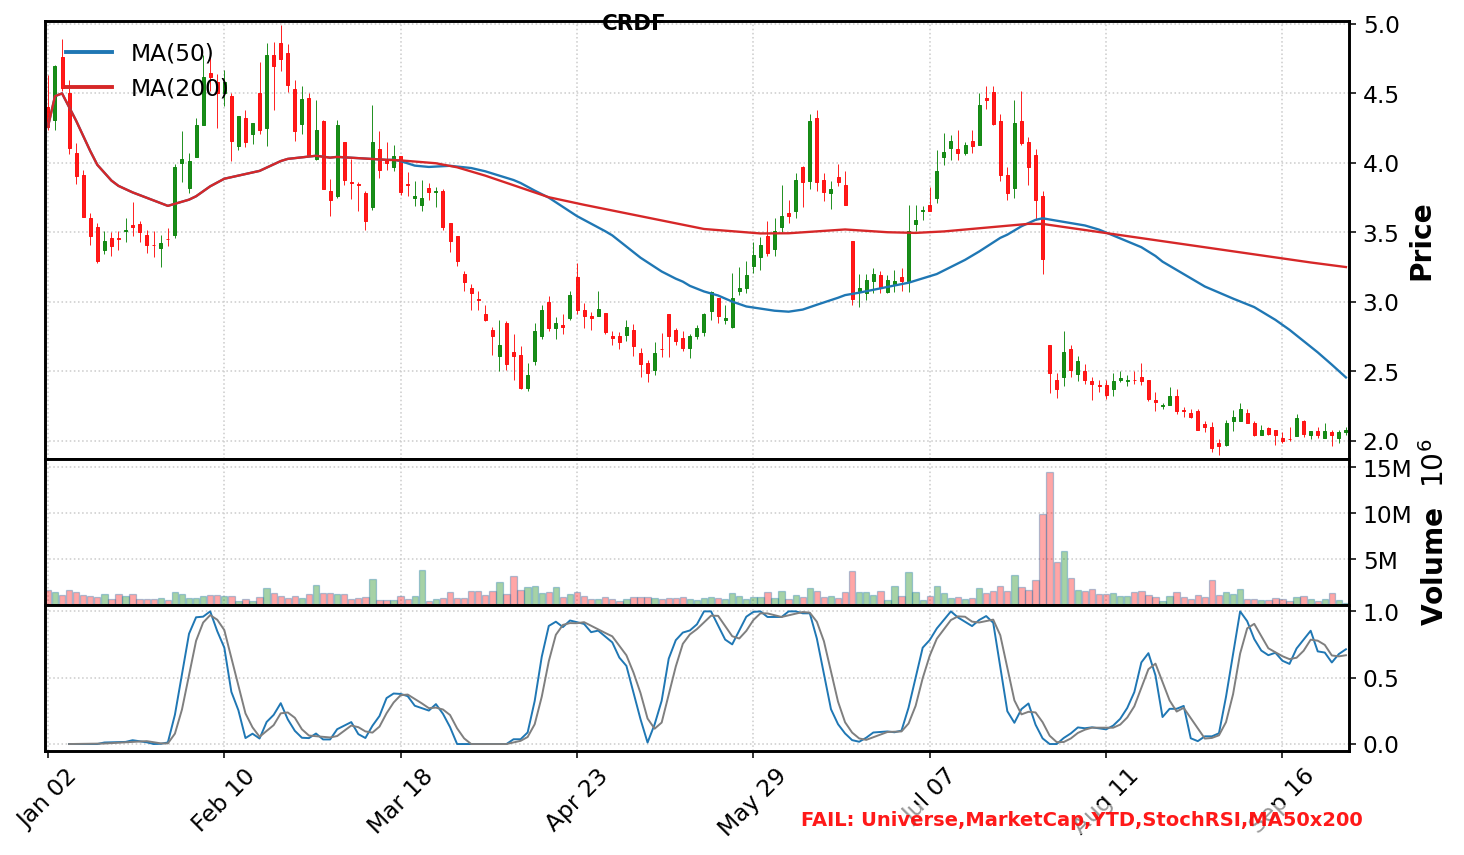 CRDF
MA(50)
MA(200)
5.0
4.5
4.0
3.5
3.0
2.5
2.0
Price
15M
10M
5M
Volume 10⁶
1.0
0.5
0.0
Jan 02
Feb 10
Mar 18
Apr 23
May 29
Jul 07
Aug 11
Sep 16
FAIL: Universe,MarketCap,YTD,StochRSI,MA50x200